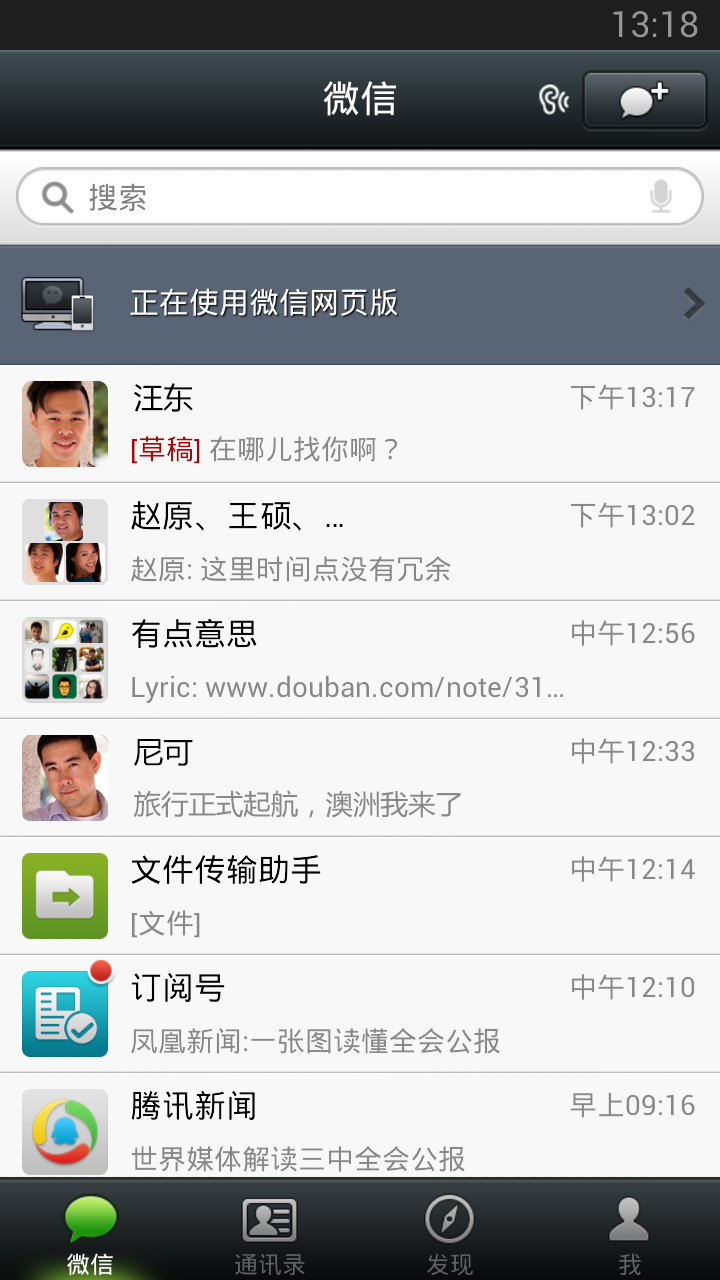 13:18
微信
搜索
正在使用微信网页版
汪东 下午13:17
[草稿] 在哪儿找你啊？
赵原、王硕、... 下午13:02
赵原: 这里时间点没有冗余
有点意思 中午12:56
Lyric: www.douban.com/note/31...
尼可 中午12:33
旅行正式起航，澳洲我来了
文件传输助手 中午12:14
[文件]
订阅号 中午12:10
凤凰新闻:一张图读懂全会公报
腾讯新闻 早上09:16
世界媒体解读三中全会公报
微信 通讯录 发现 我